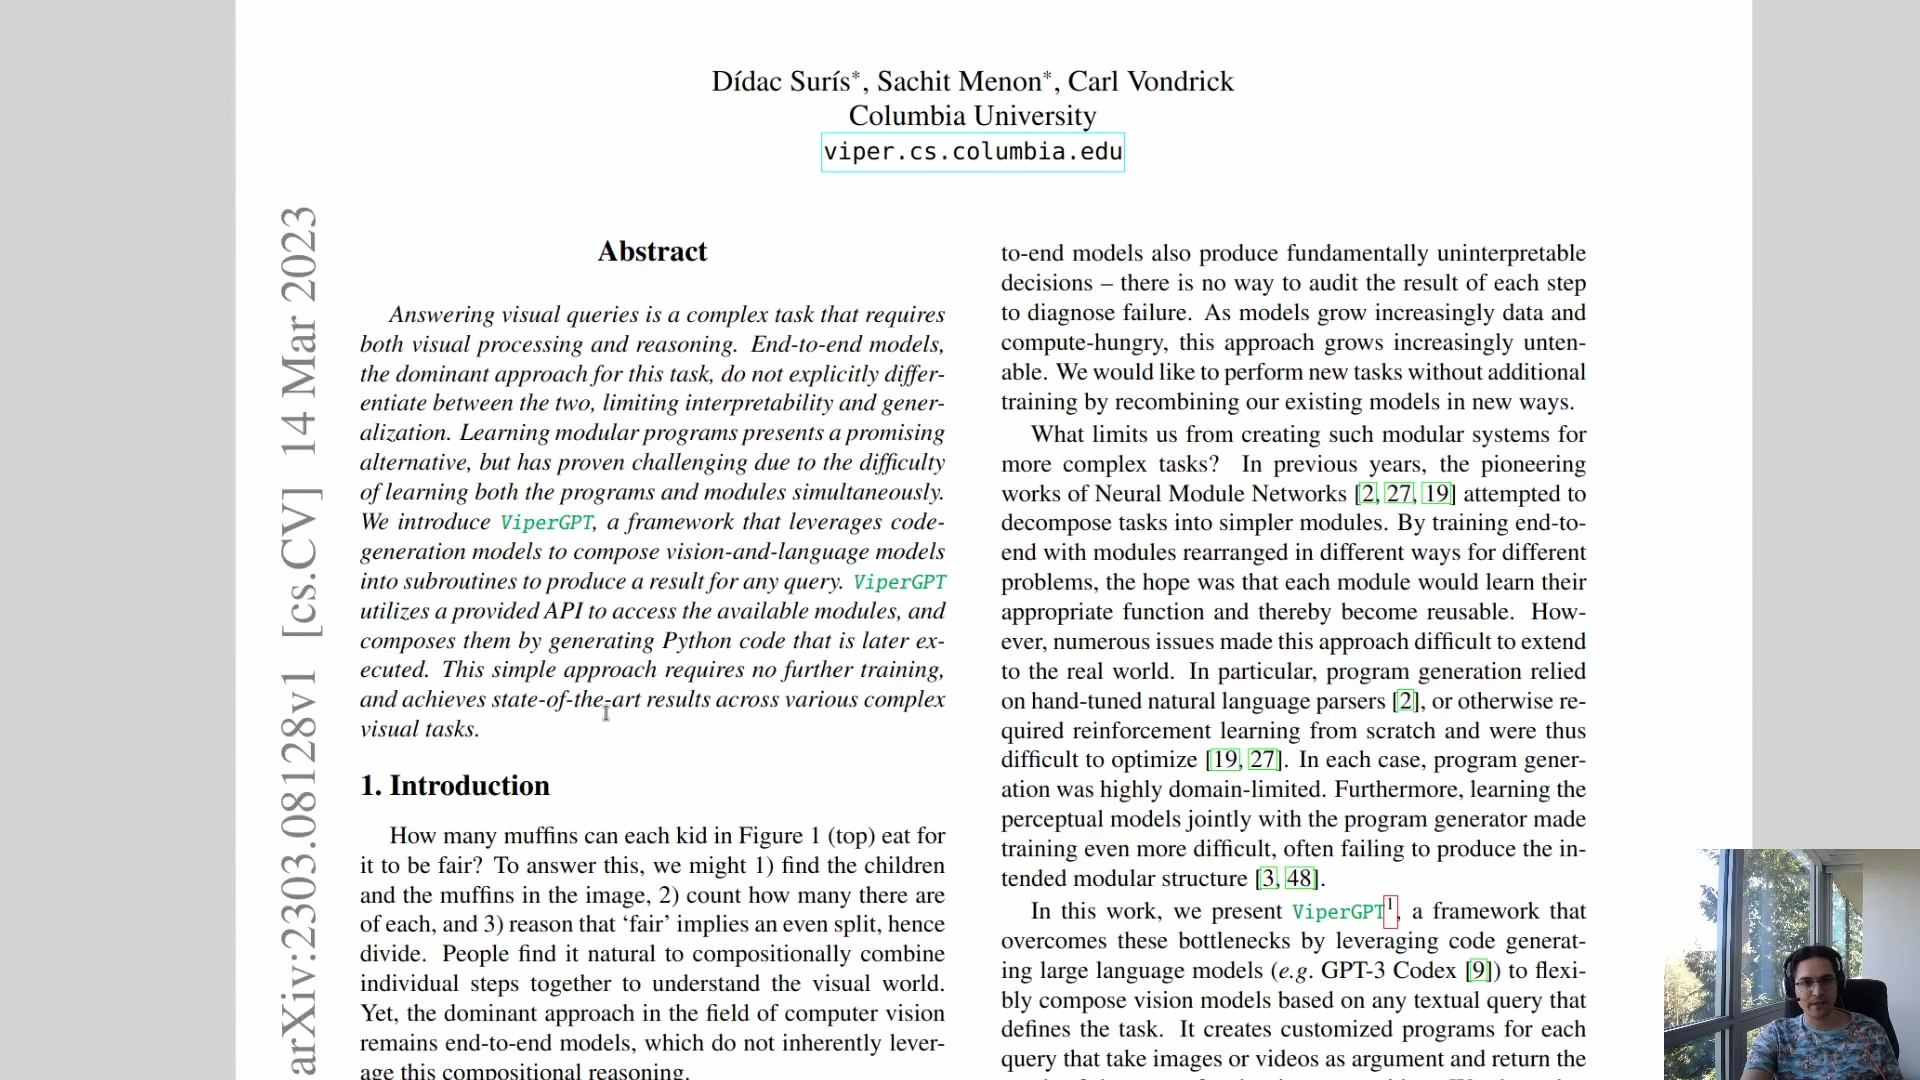 Dídac Surís*, Sachit Menon*, Carl Vondrick
Columbia University
viper.cs.columbia.edu
arXiv:2303.08128v1 [cs.CV] 14 Mar 2023
Abstract
Answering visual queries is a complex task that requires
both visual processing and reasoning. End-to-end models,
the dominant approach for this task, do not explicitly differ-
entiate between the two, limiting interpretability and gener-
alization. Learning modular programs presents a promising
alternative, but has proven challenging due to the difficulty
of learning both the programs and modules simultaneously.
We introduce ViperGPT, a framework that leverages code-
generation models to compose vision-and-language models
into subroutines to produce a result for any query. ViperGPT
utilizes a provided API to access the available modules, and
composes them by generating Python code that is later ex-
ecuted. This simple approach requires no further training,
and achieves state-of-the-art results across various complex
visual tasks.
1. Introduction
How many muffins can each kid in Figure 1 (top) eat for
it to be fair? To answer this, we might 1) find the children
and the muffins in the image, 2) count how many there are
of each, and 3) reason that ‘fair’ implies an even split, hence
divide. People find it natural to compositionally combine
individual steps together to understand the visual world.
Yet, the dominant approach in the field of computer vision
remains end-to-end models, which do not inherently lever-
age this compositional reasoning.
to-end models also produce fundamentally uninterpretable
decisions – there is no way to audit the result of each step
to diagnose failure. As models grow increasingly data and
compute-hungry, this approach grows increasingly unten-
able. We would like to perform new tasks without additional
training by recombining our existing models in new ways.
What limits us from creating such modular systems for
more complex tasks? In previous years, the pioneering
works of Neural Module Networks [2, 27, 19] attempted to
decompose tasks into simpler modules. By training end-to-
end with modules rearranged in different ways for different
problems, the hope was that each module would learn their
appropriate function and thereby become reusable. How-
ever, numerous issues made this approach difficult to extend
to the real world. In particular, program generation relied
on hand-tuned natural language parsers [2], or otherwise re-
quired reinforcement learning from scratch and were thus
difficult to optimize [19, 27]. In each case, program gener-
ation was highly domain-limited. Furthermore, learning the
perceptual models jointly with the program generator made
training even more difficult, often failing to produce the in-
tended modular structure [3, 48].
In this work, we present ViperGPT¹, a framework that
overcomes these bottlenecks by leveraging code generat-
ing large language models (e.g. GPT-3 Codex [9]) to flexi-
bly compose vision models based on any textual query that
defines the task. It creates customized programs for each
query that take images or videos as argument and return the